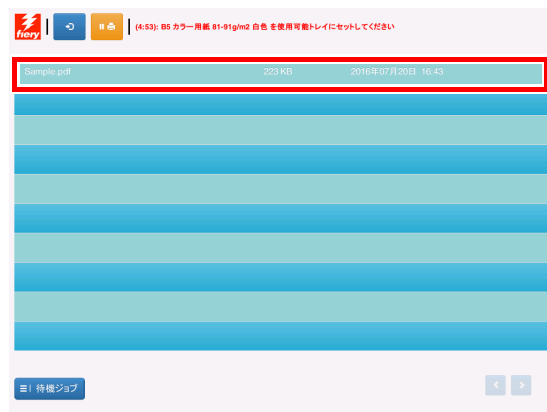 fiery
(4:53): B5 カラー用紙 81-91g/m2 白色 を使用可能トレイにセットしてください
Sample.pdf 223 KB 2016年07月20日 16:43
待機ジョブ